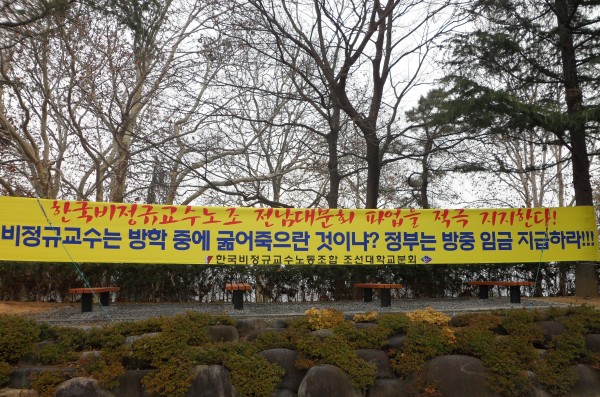 한국비정규교수노조 전남대분회 파업을 적극 지지한다!
비정규교수는 방학 중에 굶어죽으란 것이냐? 정부는 방중 임금 지급하라!!!
한국비정규교수노동조합 조선대학교분회